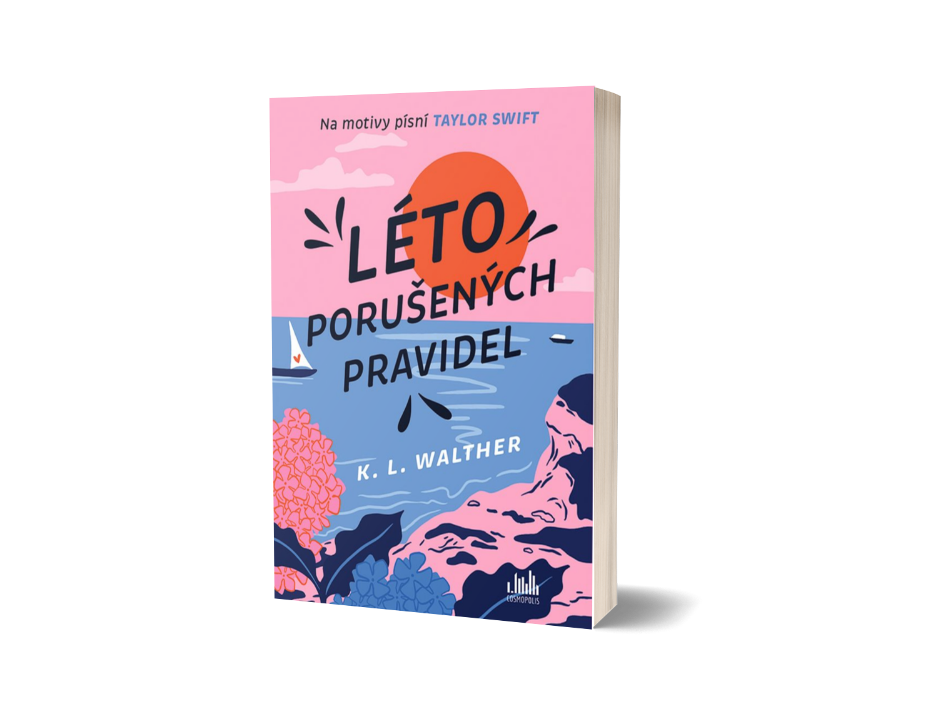 Na motivy písní TAYLOR SWIFT
LÉTO
PORUŠENÝCH
PRAVIDEL
K. L. WALTHER
COSMOPOLIS